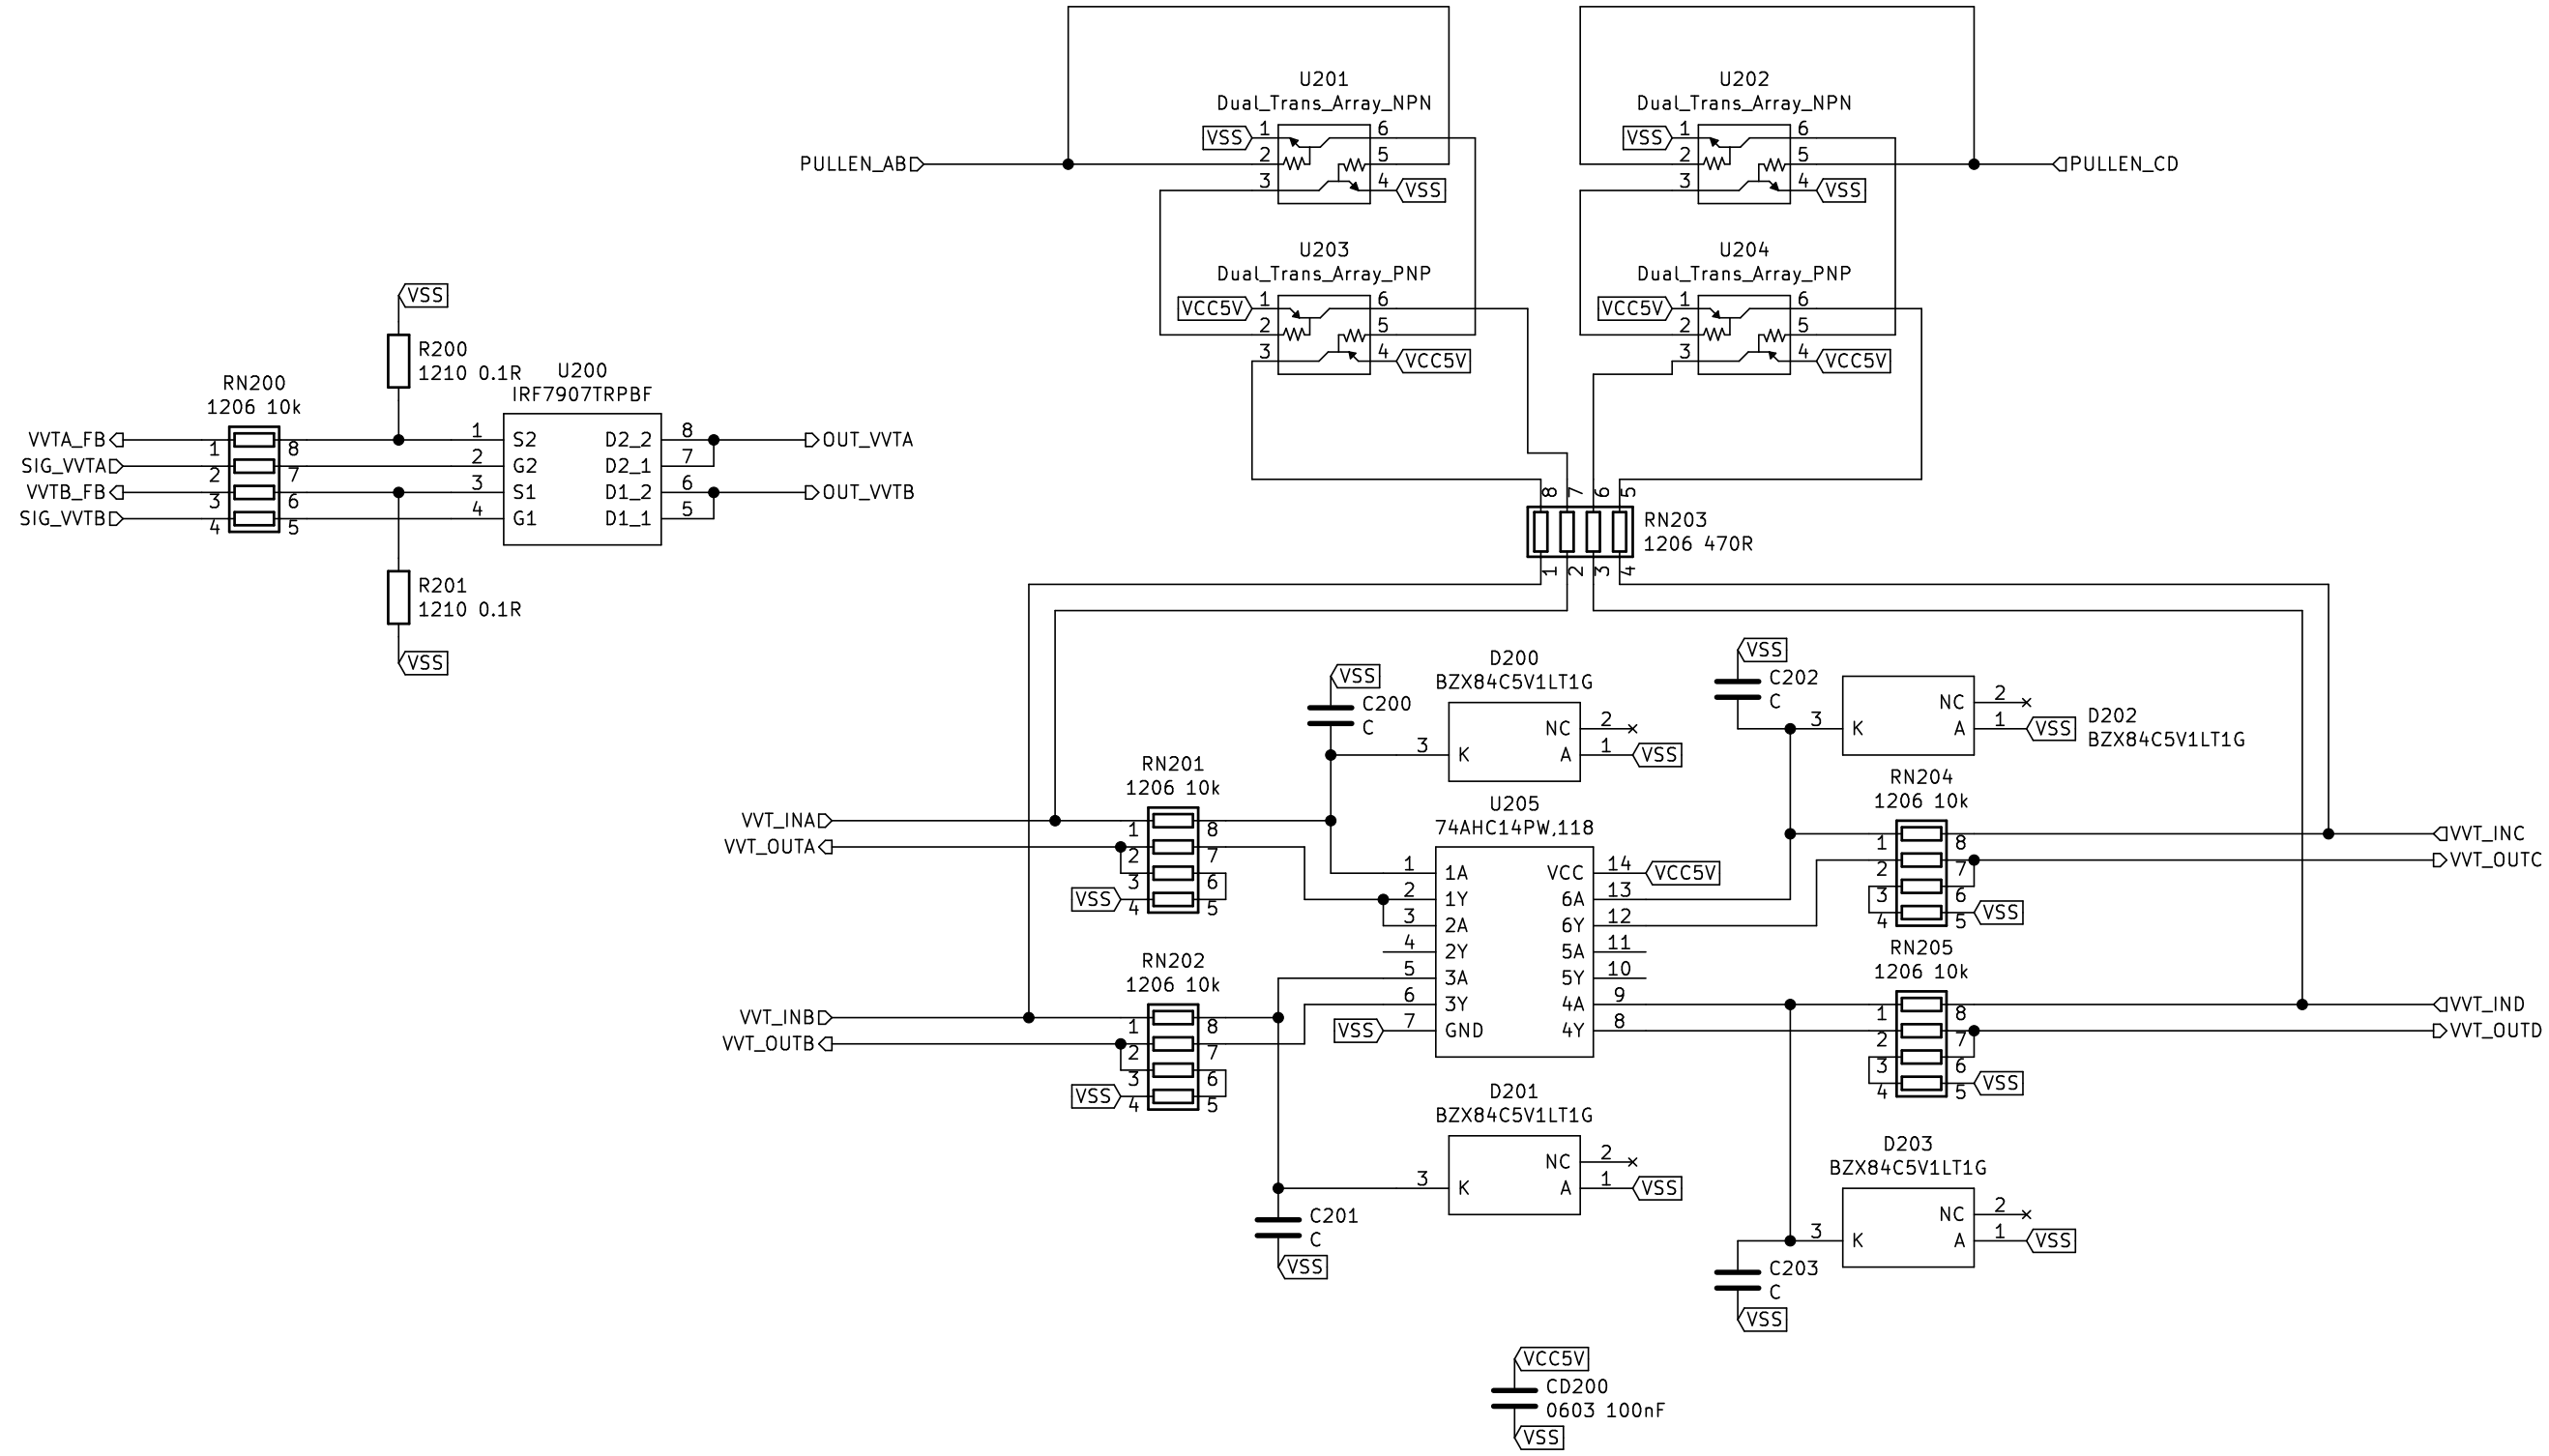 U201
Dual_Trans_Array_NPN
VSS
1
2
3
6
5
4
VSS
PULLEN_AB
U202
Dual_Trans_Array_NPN
VSS
1
2
3
6
5
4
VSS
PULLEN_CD
U203
Dual_Trans_Array_PNP
VCC5V
1
2
3
6
5
4
VCC5V
U204
Dual_Trans_Array_PNP
VCC5V
1
2
3
6
5
4
VCC5V
VSS
R200
1210 0.1R
RN200
1206 10k
VVTA_FB
SIG_VVTA
VVTB_FB
SIG_VVTB
1
2
3
4
8
7
6
5
U200
IRF7907TRPBF
1
2
3
4
S2
G2
S1
G1
D2_2
D2_1
D1_2
D1_1
8
7
6
5
OUT_VVTA
OUT_VVTB
R201
1210 0.1R
VSS
8
7
6
5
RN203
1206 470R
1
2
3
4
VSS
C200
C
D200
BZX84C5V1LT1G
3
K
NC
A
2
1
VSS
VSS
C202
C
3
K
NC
A
2
1
VSS
D202
BZX84C5V1LT1G
RN201
1206 10k
VVT_INA
VVT_OUTA
VSS
1
2
3
4
8
7
6
5
U205
74AHC14PW,118
1
2
3
4
5
6
7
1A
1Y
2A
2Y
3A
3Y
GND
VSS
VCC
6A
6Y
5A
5Y
4A
4Y
14
13
12
11
10
9
8
VCC5V
RN204
1206 10k
1
2
3
4
8
7
6
5
VSS
VVT_INC
VVT_OUTC
RN202
1206 10k
VVT_INB
VVT_OUTB
VSS
1
2
3
4
8
7
6
5
RN205
1206 10k
1
2
3
4
8
7
6
5
VSS
VVT_IND
VVT_OUTD
D201
BZX84C5V1LT1G
3
K
NC
A
2
1
VSS
C201
C
VSS
D203
BZX84C5V1LT1G
3
K
NC
A
2
1
VSS
C203
C
VSS
VCC5V
CD200
0603 100nF
VSS